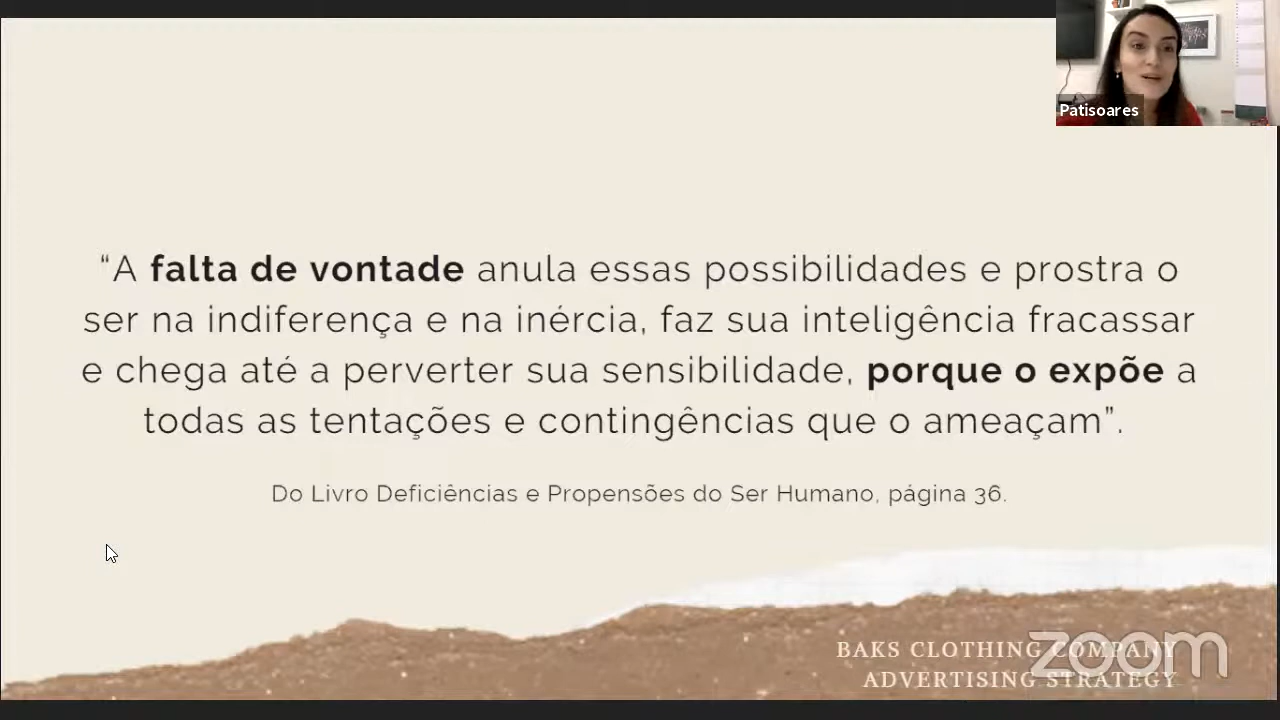 Patisoares
“A falta de vontade anula essas possibilidades e prostra o
ser na indiferença e na inércia, faz sua inteligência fracassar
e chega até a perverter sua sensibilidade, porque o expõe a
todas as tentações e contingências que o ameaçam”.
Do Livro Deficiências e Propensões do Ser Humano, página 36.
BAKS CLOTHING COMPANY
ADVERTISING STRATEGY
zoom